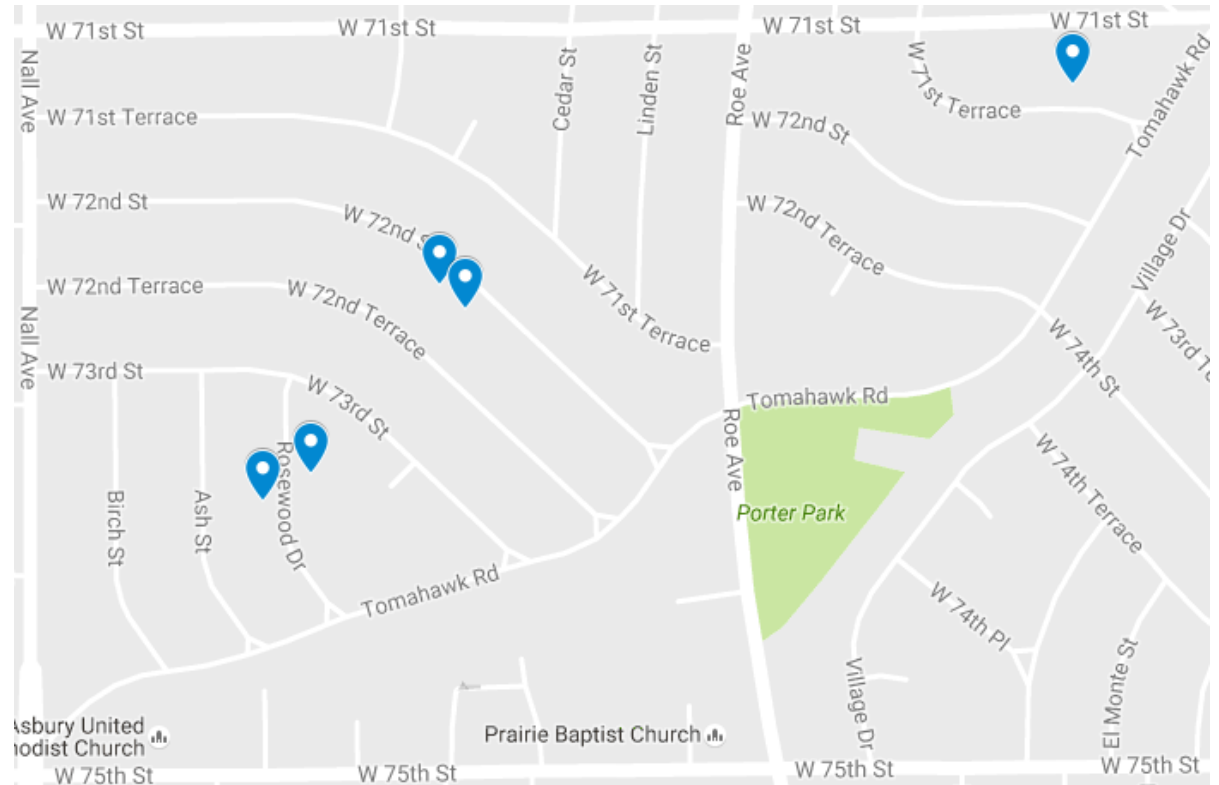 W 71st St
W 71st St
W 71st St
W 71st St
Nall Ave
W 71st Terrace
Cedar St
Linden St
Roe Ave
W 72nd St
W 71st Terrace
Tomahawk Rd
W 72nd St
W 72nd
W 72nd Terrace
Village Dr
W 72nd Terrace
W 72nd Terrace
W 71st Terrace
W 74th St
W 73rd
Nall Ave
W 73rd St
W 73rd St
Tomahawk Rd
Roe Ave
Birch St
Ash St
Rosewood Dr
Porter Park
W 74th Terrace
Tomahawk Rd
W 74th Pl
Village Dr
El Monte St
Asbury United
hodist Church
Prairie Baptist Church
W 75th St
W 75th St
W 75th St
W 75th St